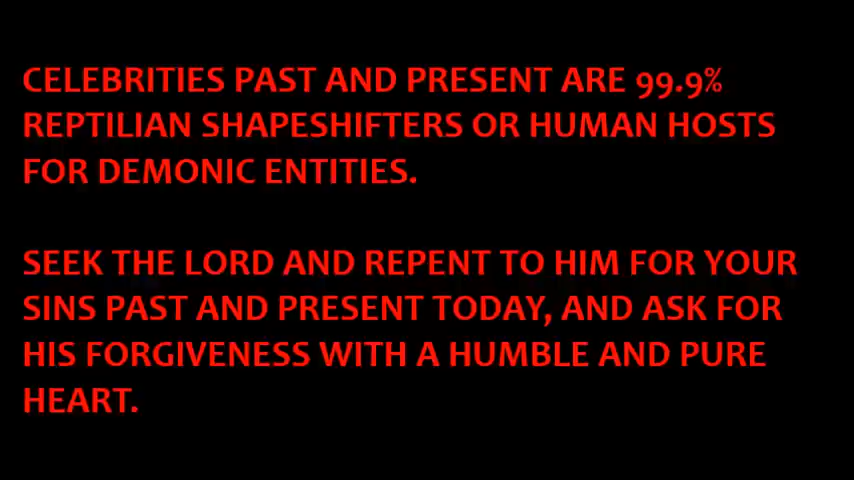 CELEBRITIES PAST AND PRESENT ARE 99.9%
REPTILIAN SHAPESHIFTERS OR HUMAN HOSTS
FOR DEMONIC ENTITIES.
SEEK THE LORD AND REPENT TO HIM FOR YOUR
SINS PAST AND PRESENT TODAY, AND ASK FOR
HIS FORGIVENESS WITH A HUMBLE AND PURE
HEART.